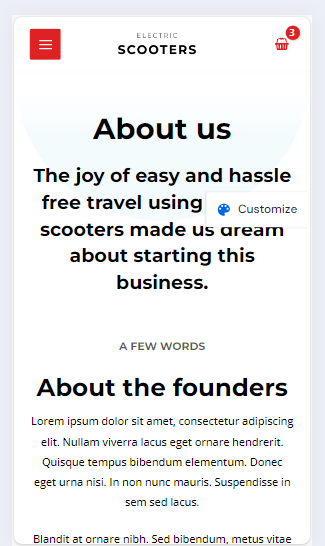 ELECTRIC
SCOOTERS
3
About us
The joy of easy and hassle
free travel using
Customize
scooters made us dream
about starting this
business.
A FEW WORDS
About the founders
Lorem ipsum dolor sit amet, consectetur adipiscing
elit. Nullam viverra lacus eget ornare hendrerit.
Quisque tempus bibendum elementum. Donec
eget urna nisi. In non nunc mauris. Suspendisse in
sem sed lacus.
Blandit at ornare nibh. Sed bibendum, metus vitae